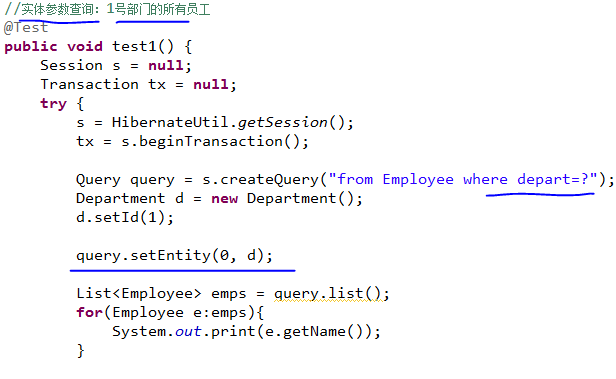 //实体参数查询：1号部门的所有员工
@Test
public void test1() {
Session s = null;
Transaction tx = null;
try {
s = HibernateUtil.getSession();
tx = s.beginTransaction();
Query query = s.createQuery("from Employee where depart=?");
Department d = new Department();
d.setId(1);
query.setEntity(0, d);
List<Employee> emps = query.list();
for(Employee e:emps){
System.out.print(e.getName());
}